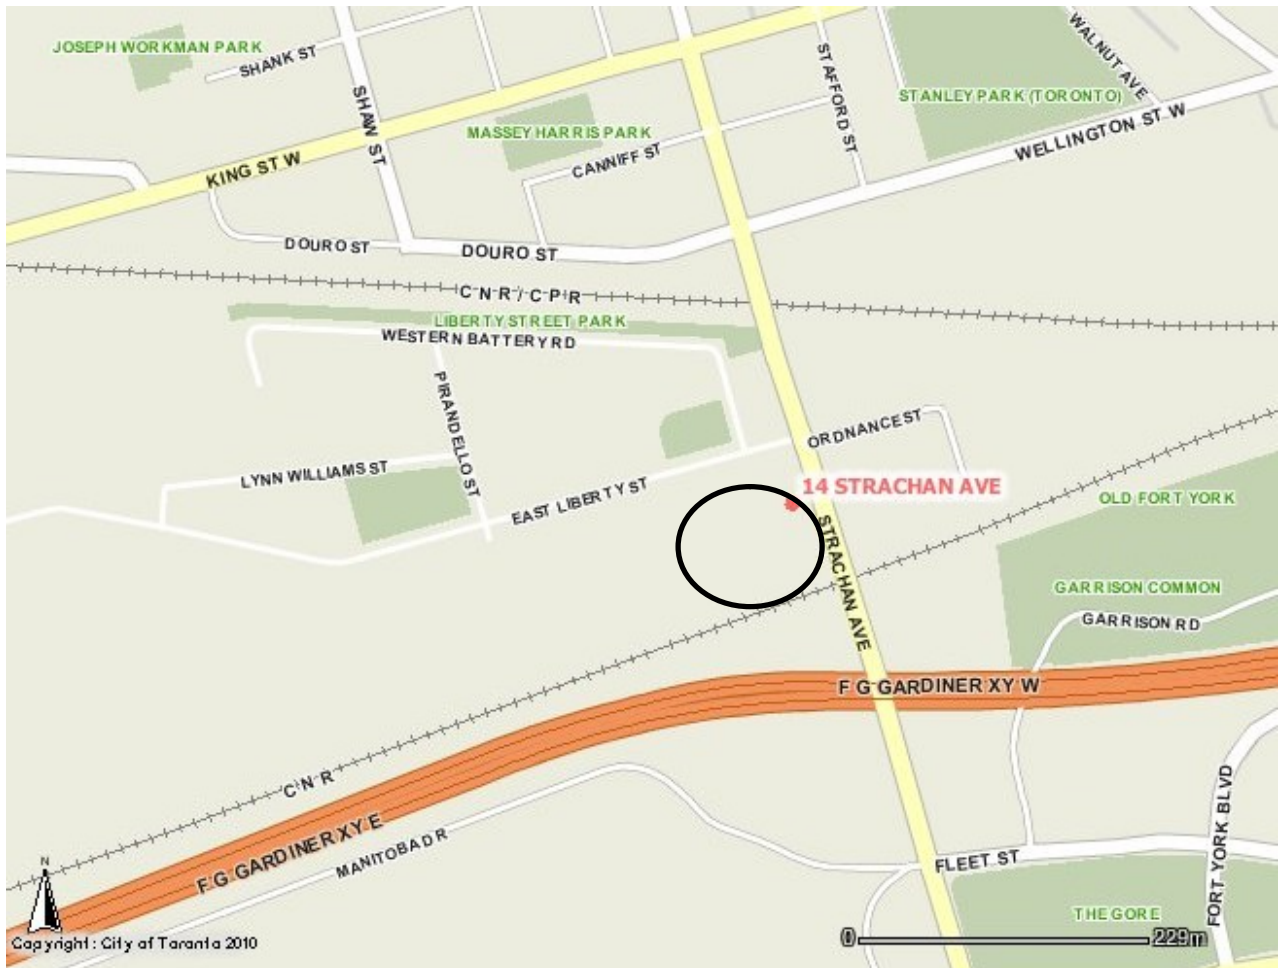 JOSEPH WORKMAN PARK
SHANK ST
SHAW ST
STAFFORD ST
WALNUT AVE
STANLEY PARK (TORONTO)
WELLINGTON ST W
MASSEY HARRIS PARK
CANNIFF ST
KING ST W
DOURO ST
DOURO ST
C N R / C P R
LIBERTY STREET PARK
WESTERN BATTERY RD
PIRANDELLO ST
ORDNANCE ST
LYNN WILLIAMS ST
EAST LIBERTY ST
14 STRACHAN AVE
STRACHAN AVE
OLD FORT YORK
GARRISON COMMON
GARRISON RD
F G GARDINER XY W
C N R
F G GARDINER XY E
MANITOBA DR
FLEET ST
FORT YORK BLVD
THE GORE
N
Copyright : City of Toronto 2010
0 229m